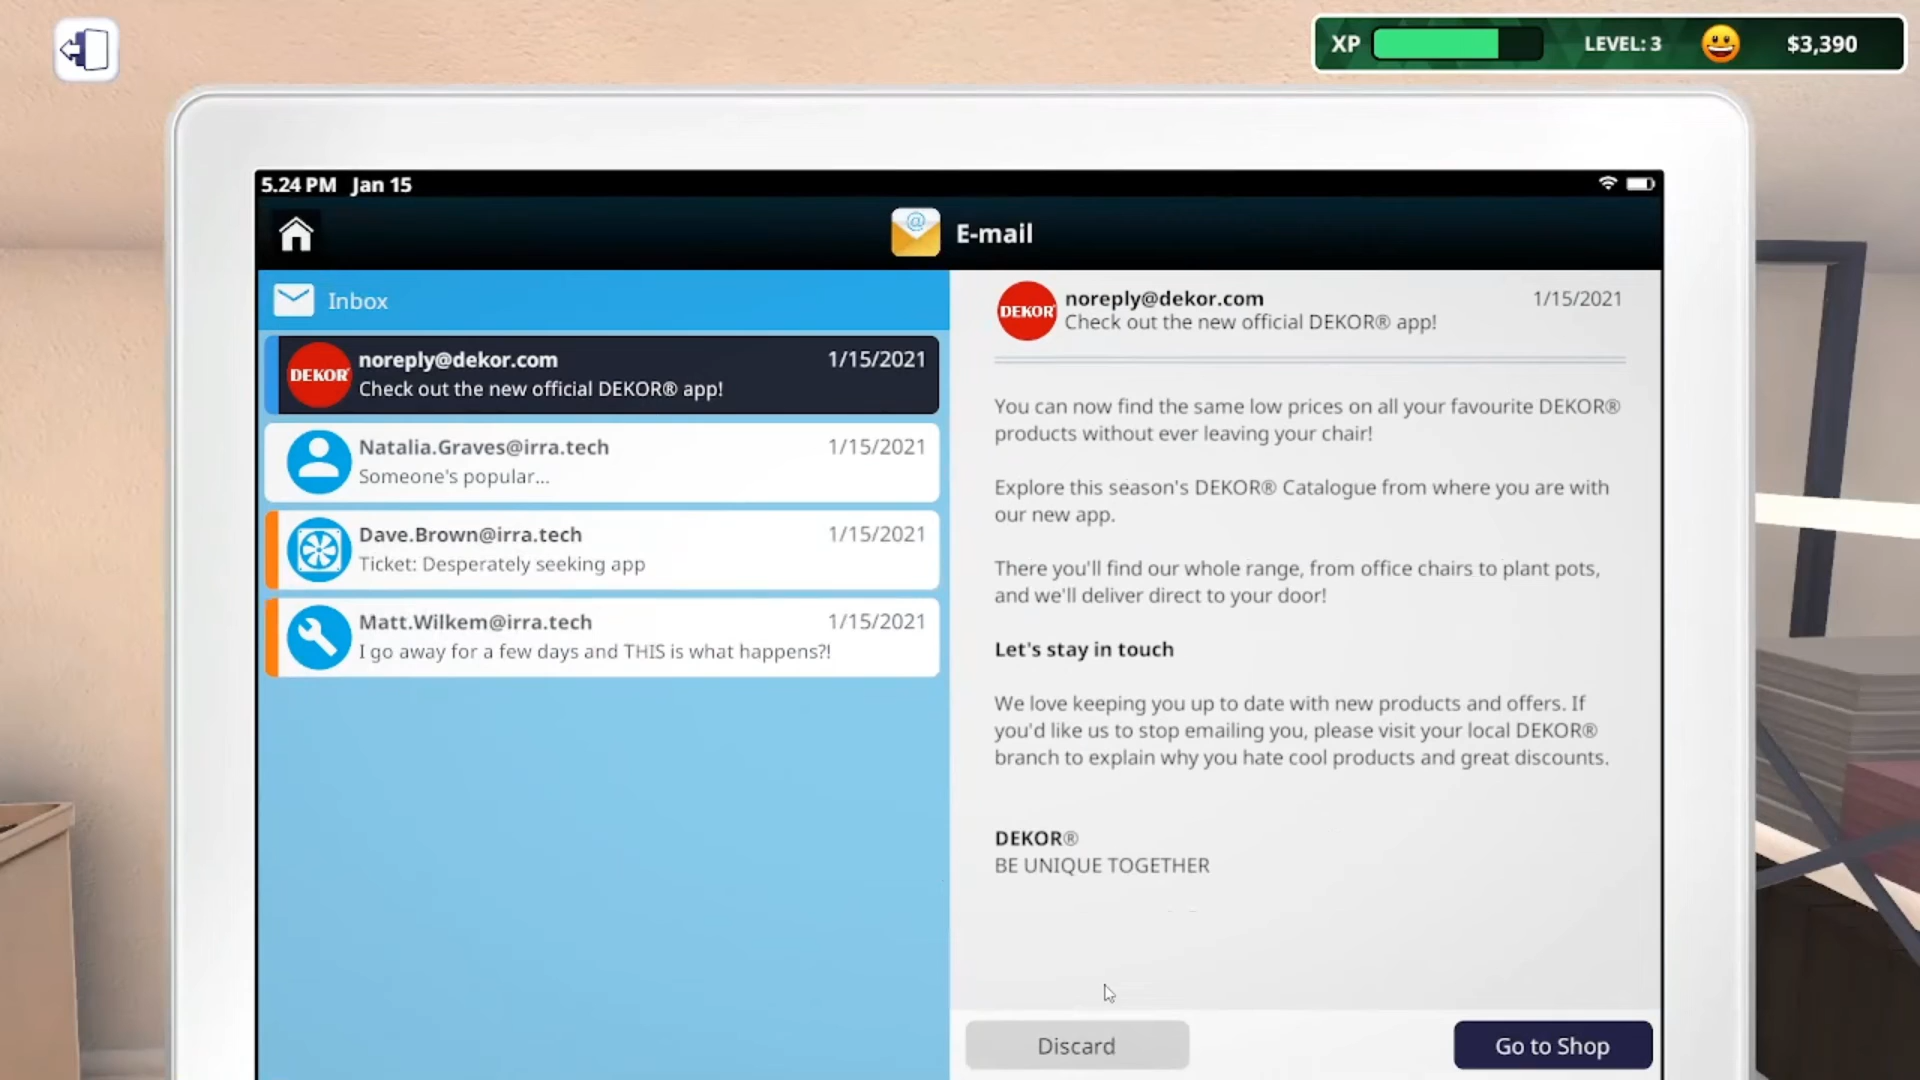 XP LEVEL: 3 $3,390
5.24 PM Jan 15
E-mail
Inbox
DEKOR®
noreply@dekor.com 1/15/2021
Check out the new official DEKOR® app!
Natalia.Graves@irra.tech 1/15/2021
Someone's popular...
Dave.Brown@irra.tech 1/15/2021
Ticket: Desperately seeking app
Matt.Wilkem@irra.tech 1/15/2021
I go away for a few days and THIS is what happens?!
DEKOR®
noreply@dekor.com 1/15/2021
Check out the new official DEKOR® app!
You can now find the same low prices on all your favourite DEKOR®
products without ever leaving your chair!
Explore this season's DEKOR® Catalogue from where you are with
our new app.
There you'll find our whole range, from office chairs to plant pots,
and we'll deliver direct to your door!
Let's stay in touch
We love keeping you up to date with new products and offers. If
you'd like us to stop emailing you, please visit your local DEKOR®
branch to explain why you hate cool products and great discounts.
DEKOR®
BE UNIQUE TOGETHER
Discard
Go to Shop